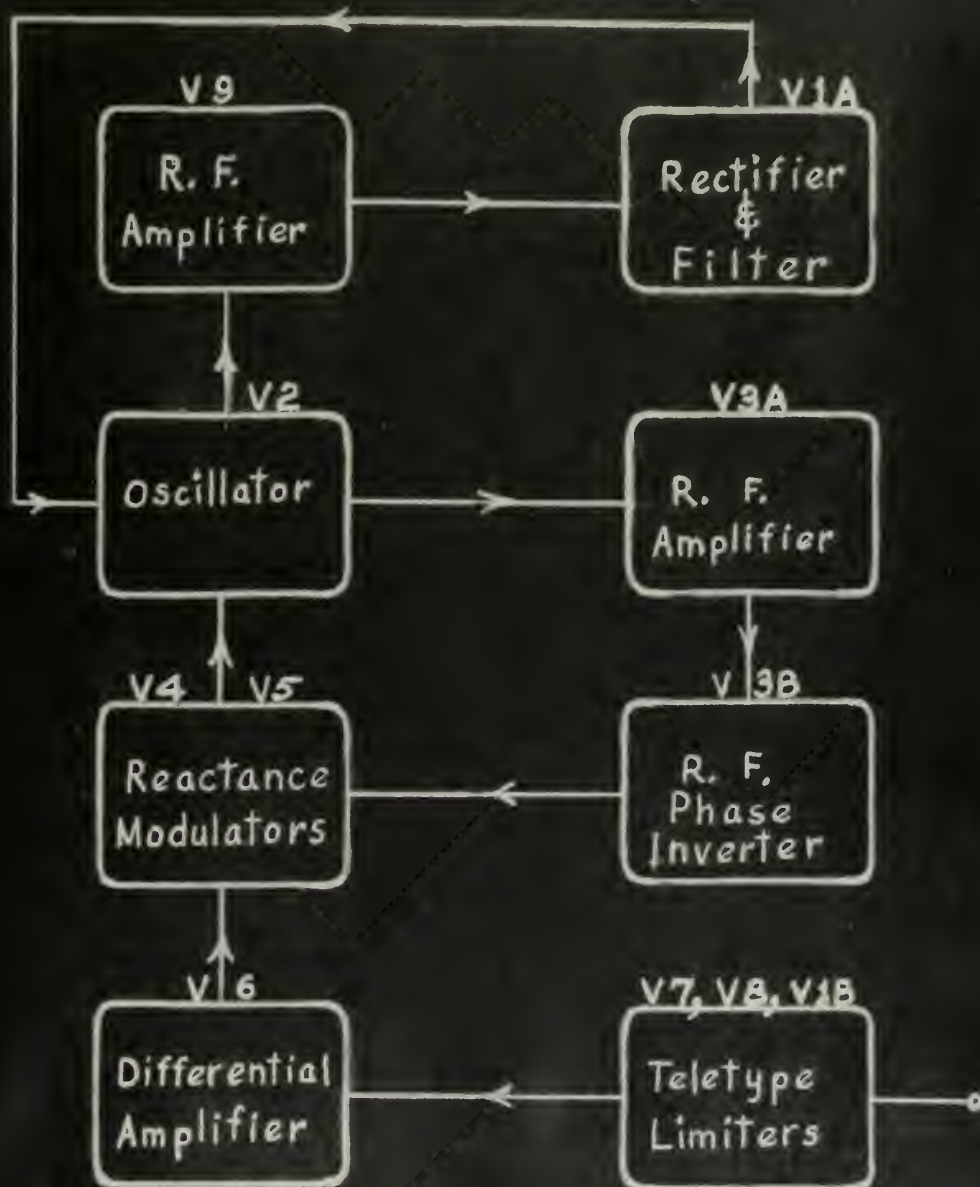 V9
R. F.
Amplifier
V1A
Rectifier
&
Filter
V2
Oscillator
V3A
R. F.
Amplifier
V4 V5
Reactance
Modulators
V 3B
R. F.
Phase
Inverter
V 6
Differential
Amplifier
V7, V8, V1B
Teletype
Limiters